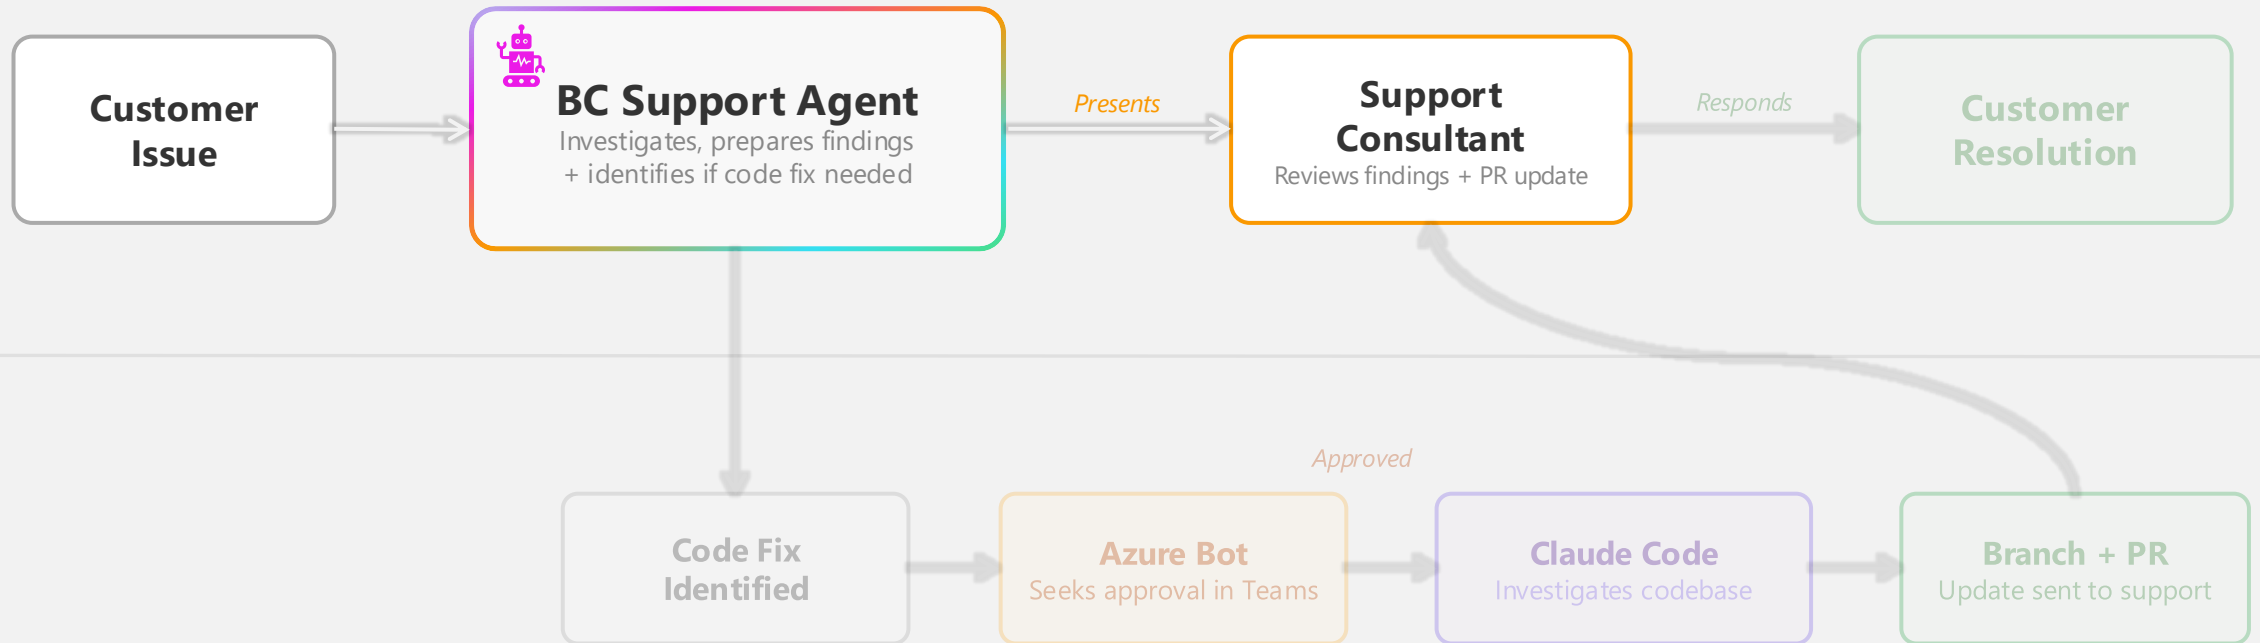 Customer
Issue
BC Support Agent
Investigates, prepares findings
+ identifies if code fix needed
Presents
Support
Consultant
Reviews findings + PR update
Responds
Customer
Resolution
Approved
Code Fix
Identified
Azure Bot
Seeks approval in Teams
Claude Code
Investigates codebase
Branch + PR
Update sent to support